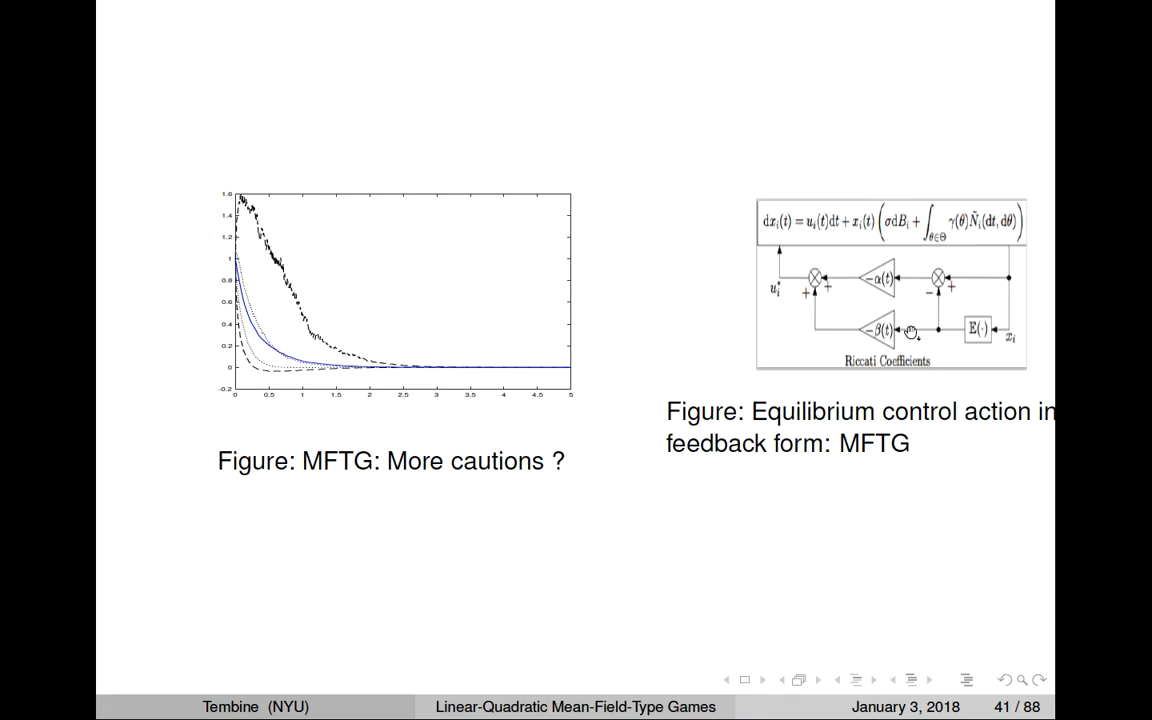 1.6
1.4
1.2
1
0.8
0.6
0.4
0.2
0
-0.2
0 0.5 1 1.5 2 2.5 3 3.5 4 4.5 5
Figure: MFTG: More cautions ?
dx_i(t) = u_i(t)dt + x_i(t) ( σdB_i + ∫_{θ∈Θ} γ(θ)Ñ_i(dt,dθ) )
u_i^* + + −α(t) − +
−β(t) E(·) x_i
Riccati Coefficients
Figure: Equilibrium control action in
feedback form: MFTG
Tembine (NYU) Linear-Quadratic Mean-Field-Type Games January 3, 2018 41 / 88